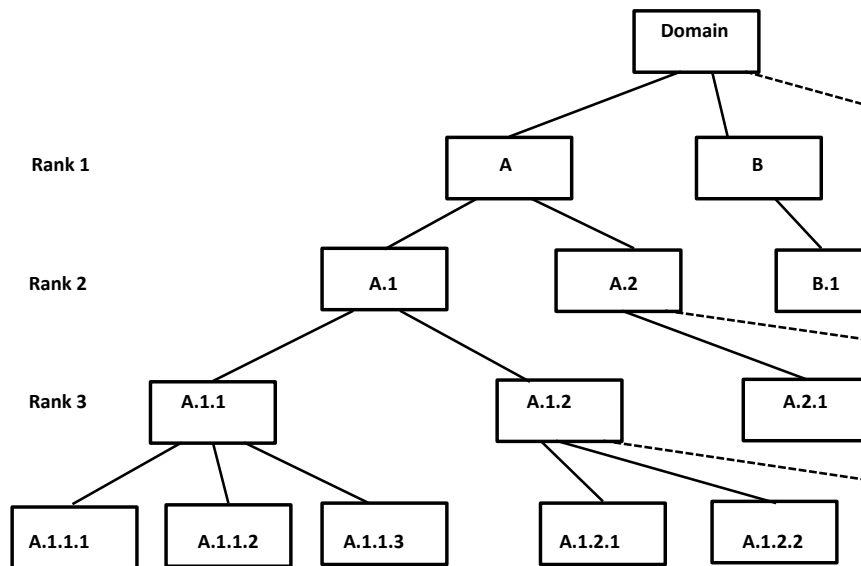 Domain
Rank 1
A
B
Rank 2
A.1
A.2
B.1
Rank 3
A.1.1
A.1.2
A.2.1
A.1.1.1
A.1.1.2
A.1.1.3
A.1.2.1
A.1.2.2